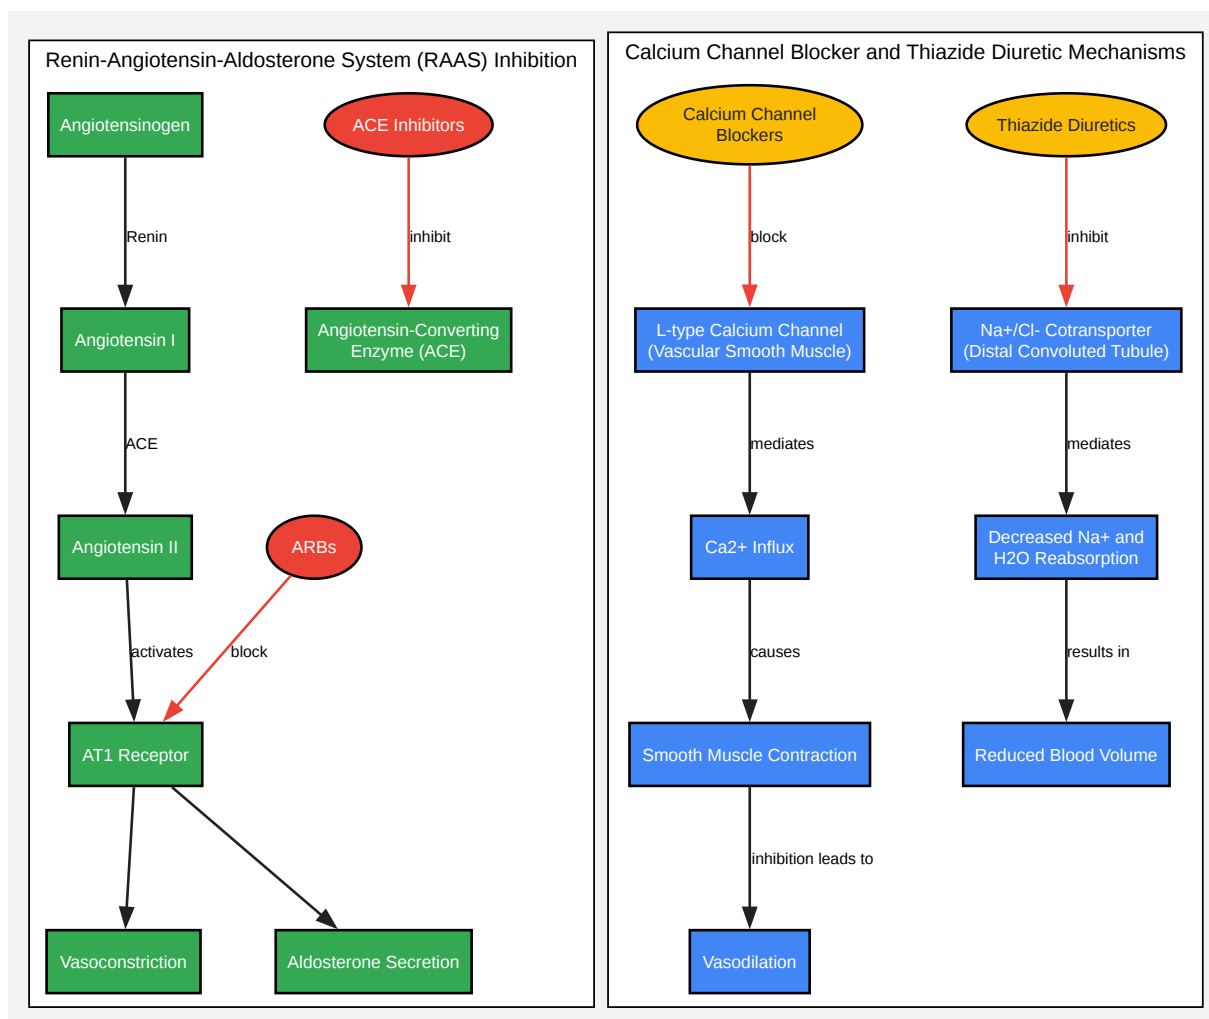 Renin-Angiotensin-Aldosterone System (RAAS) Inhibition
Angiotensinogen
ACE Inhibitors
Renin
inhibit
Angiotensin I
Angiotensin-Converting
Enzyme (ACE)
ACE
Angiotensin II
ARBs
activates
block
AT1 Receptor
Vasoconstriction
Aldosterone Secretion
Calcium Channel Blocker and Thiazide Diuretic Mechanisms
Calcium Channel
Blockers
Thiazide Diuretics
block
inhibit
L-type Calcium Channel
(Vascular Smooth Muscle)
Na+/Cl- Cotransporter
(Distal Convoluted Tubule)
mediates
mediates
Ca2+ Influx
Decreased Na+ and
H2O Reabsorption
causes
results in
Smooth Muscle Contraction
Reduced Blood Volume
inhibition leads to
Vasodilation